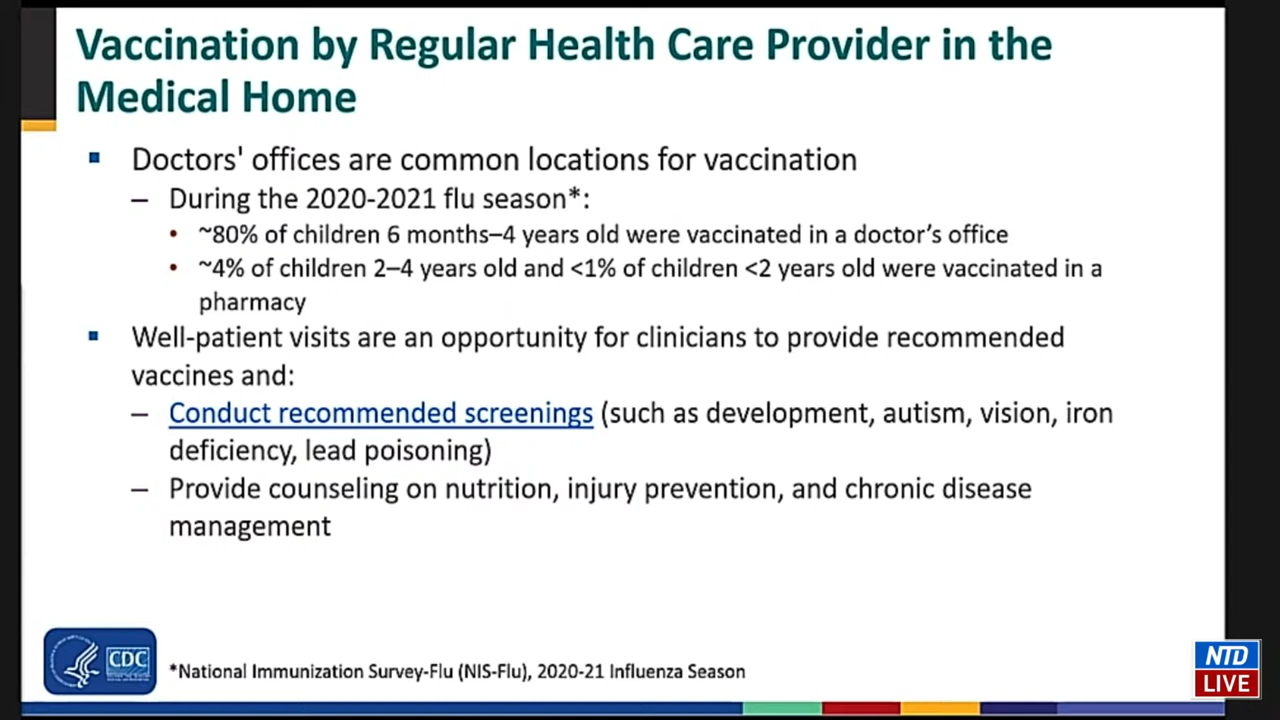 Vaccination by Regular Health Care Provider in the
Medical Home
▪ Doctors' offices are common locations for vaccination
– During the 2020-2021 flu season*:
• ~80% of children 6 months–4 years old were vaccinated in a doctor's office
• ~4% of children 2–4 years old and <1% of children <2 years old were vaccinated in a
pharmacy
▪ Well-patient visits are an opportunity for clinicians to provide recommended
vaccines and:
– Conduct recommended screenings (such as development, autism, vision, iron
deficiency, lead poisoning)
– Provide counseling on nutrition, injury prevention, and chronic disease
management
CDC
*National Immunization Survey-Flu (NIS-Flu), 2020-21 Influenza Season
NTD
LIVE